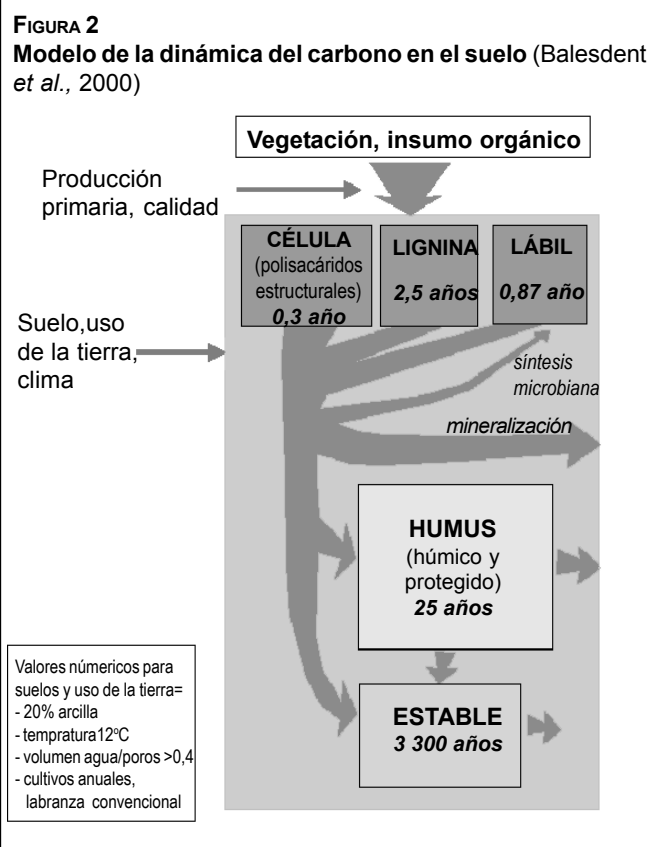 FIGURA 2
Modelo de la dinámica del carbono en el suelo (Balesdent
et al., 2000)
Vegetación, insumo orgánico
Producción
primaria, calidad
CÉLULA
(polisacáridos
estructurales)
0,3 año
LIGNINA
2,5 años
LÁBIL
0,87 año
Suelo,uso
de la tierra,
clima
síntesis
microbiana
mineralización
HUMUS
(húmico y
protegido)
25 años
ESTABLE
3 300 años
Valores númericos para
suelos y uso de la tierra=
- 20% arcilla
- tempratura12ºC
- volumen agua/poros >0,4
- cultivos anuales,
labranza convencional